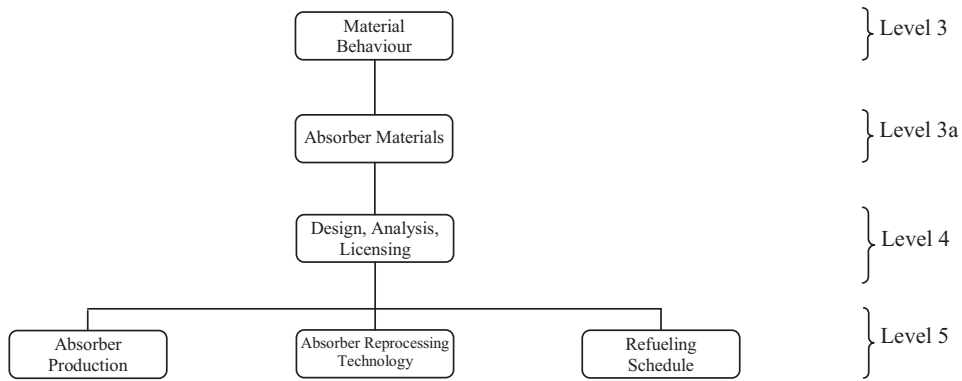 Material
Behaviour
Level 3
Absorber Materials
Level 3a
Design, Analysis,
Licensing
Level 4
Absorber
Production
Absorber Reprocessing
Technology
Refueling
Schedule
Level 5